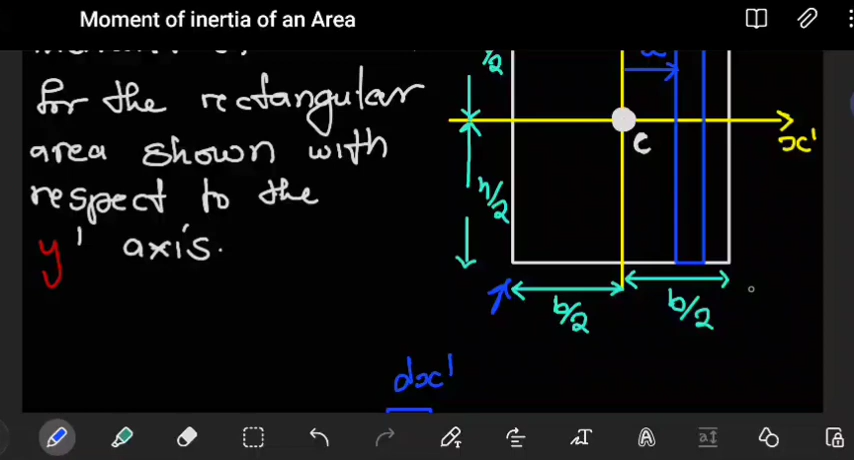 Moment of inertia of an Area
for the rectangular
area shown with
respect to the
y' axis.
h/2
x'
C
b/2
b/2
dx'